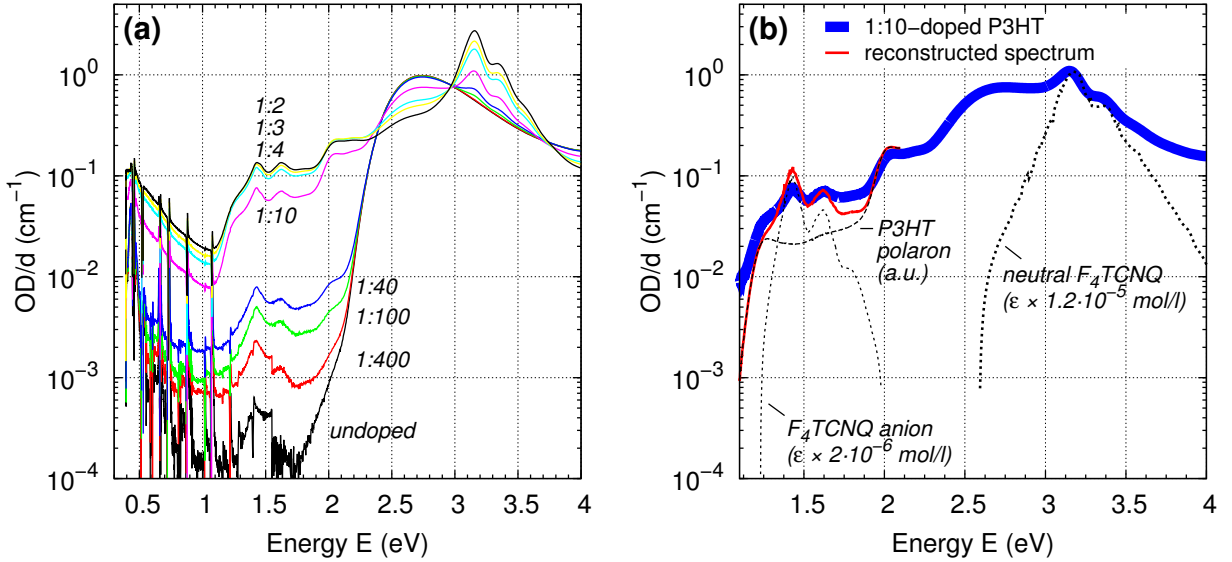 (a)
OD/d (cm⁻¹)
10⁰
10⁻¹
10⁻²
10⁻³
10⁻⁴
1:2
1:3
1:4
1:10
1:40
1:100
1:400
undoped
0.5 1 1.5 2 2.5 3 3.5 4
Energy E (eV)
(b)
1:10−doped P3HT
reconstructed spectrum
OD/d (cm⁻¹)
10⁰
10⁻¹
10⁻²
10⁻³
10⁻⁴
P3HT
polaron
(a.u.)
neutral F₄TCNQ
(ε × 1.2·10⁻⁵ mol/l)
F₄TCNQ anion
(ε × 2·10⁻⁶ mol/l)
1.5 2 2.5 3 3.5 4
Energy E (eV)